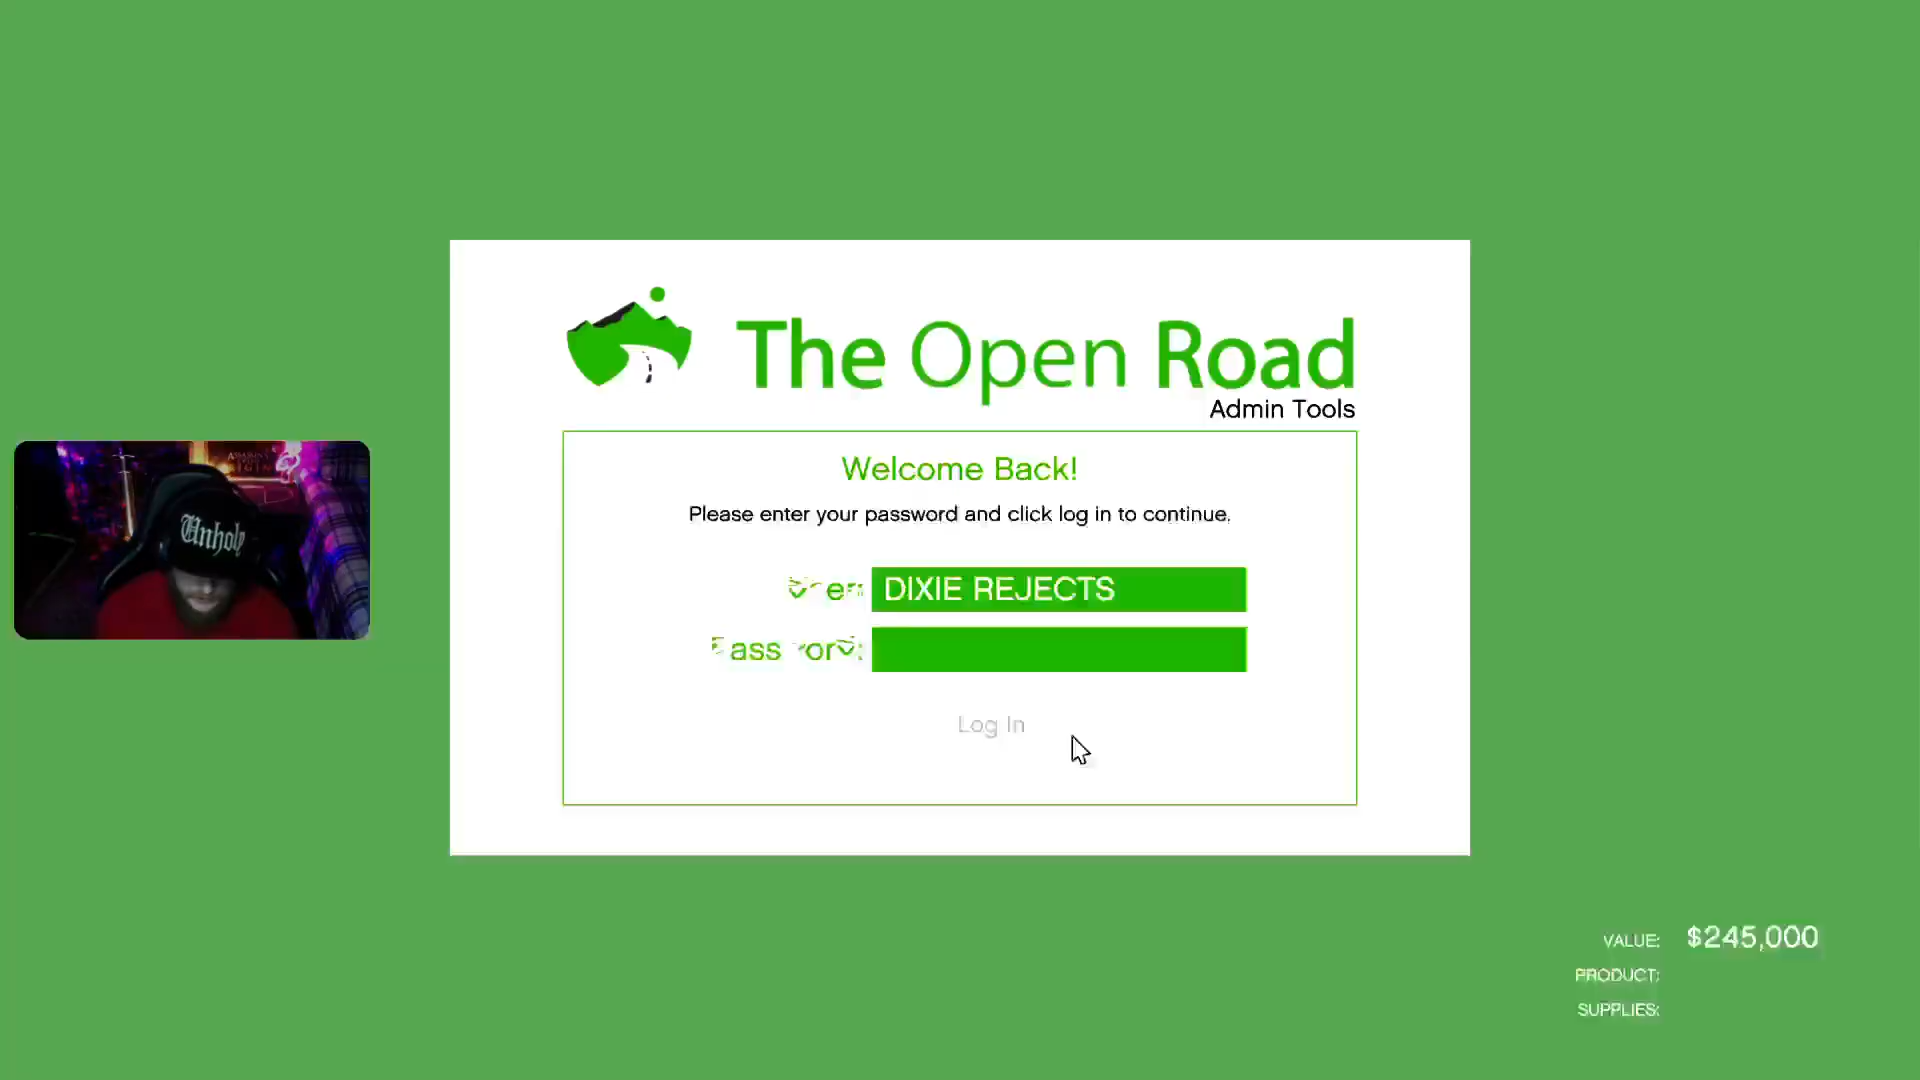 The Open Road
Admin Tools
Welcome Back!
Please enter your password and click log in to continue.
DIXIE REJECTS
Log In
Unholy
VALUE: $245,000
PRODUCT:
SUPPLIES: